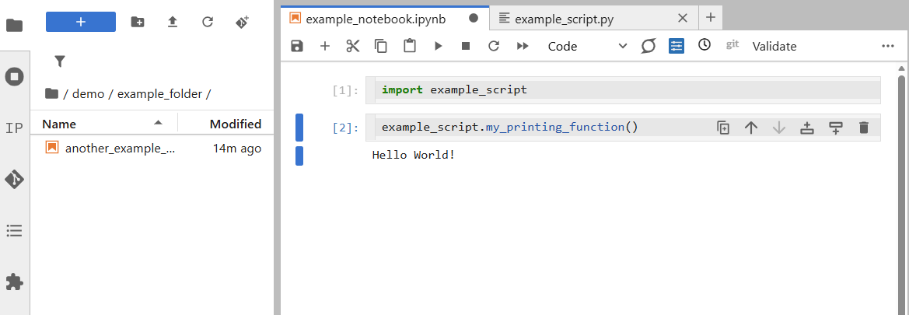 example_notebook.ipynb
example_script.py
Code
git
Validate
/ demo / example_folder /
Name
Modified
another_example_...
14m ago
IP
[1]: import example_script
[2]: example_script.my_printing_function()
Hello World!